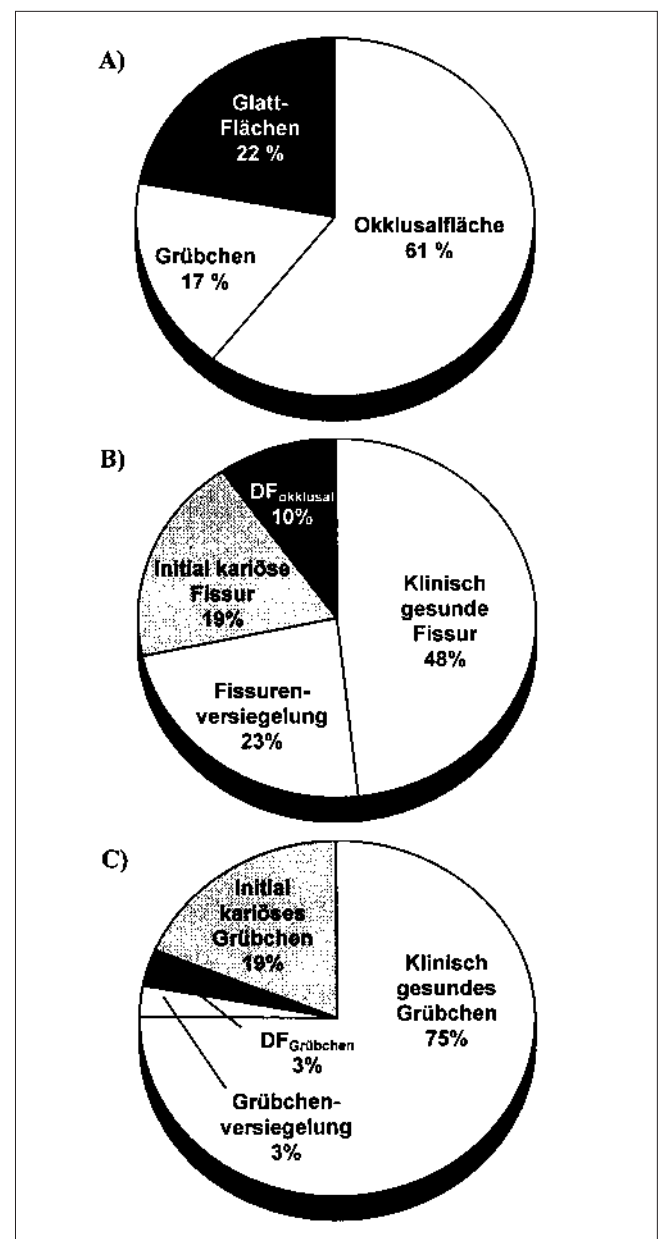 A)
Glatt-
Flächen
22 %
Okklusalfläche
61 %
Grübchen
17 %
B)
DFokklusal
10%
Initial kariöse
Fissur
19%
Klinisch
gesunde
Fissur
48%
Fissuren-
versiegelung
23%
C)
Initial
kariöses
Grübchen
19%
Klinisch
gesundes
Grübchen
75%
DFGrübchen
3%
Grübchen-
versiegelung
3%